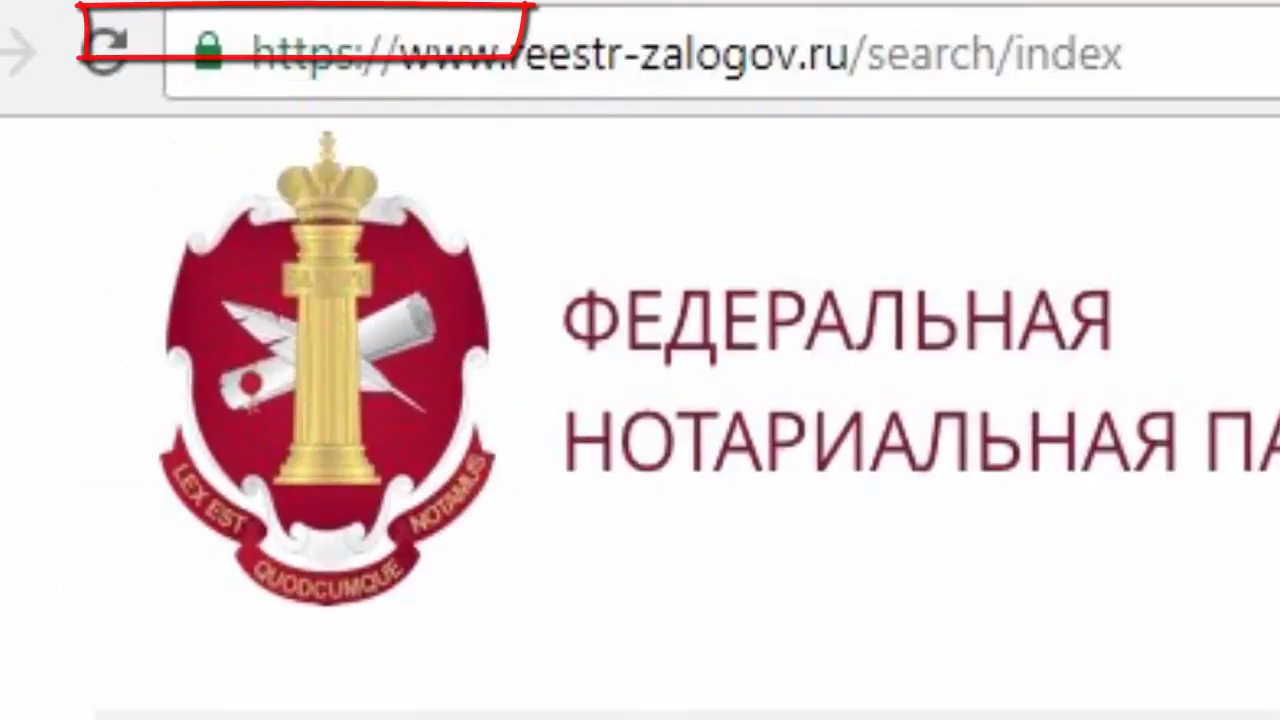 https://www.reestr-zalogov.ru/search/index
ФЕДЕРАЛЬНАЯ
НОТАРИАЛЬНАЯ ПА
LEX EST
QUODCUMQUE
NOTAMUS